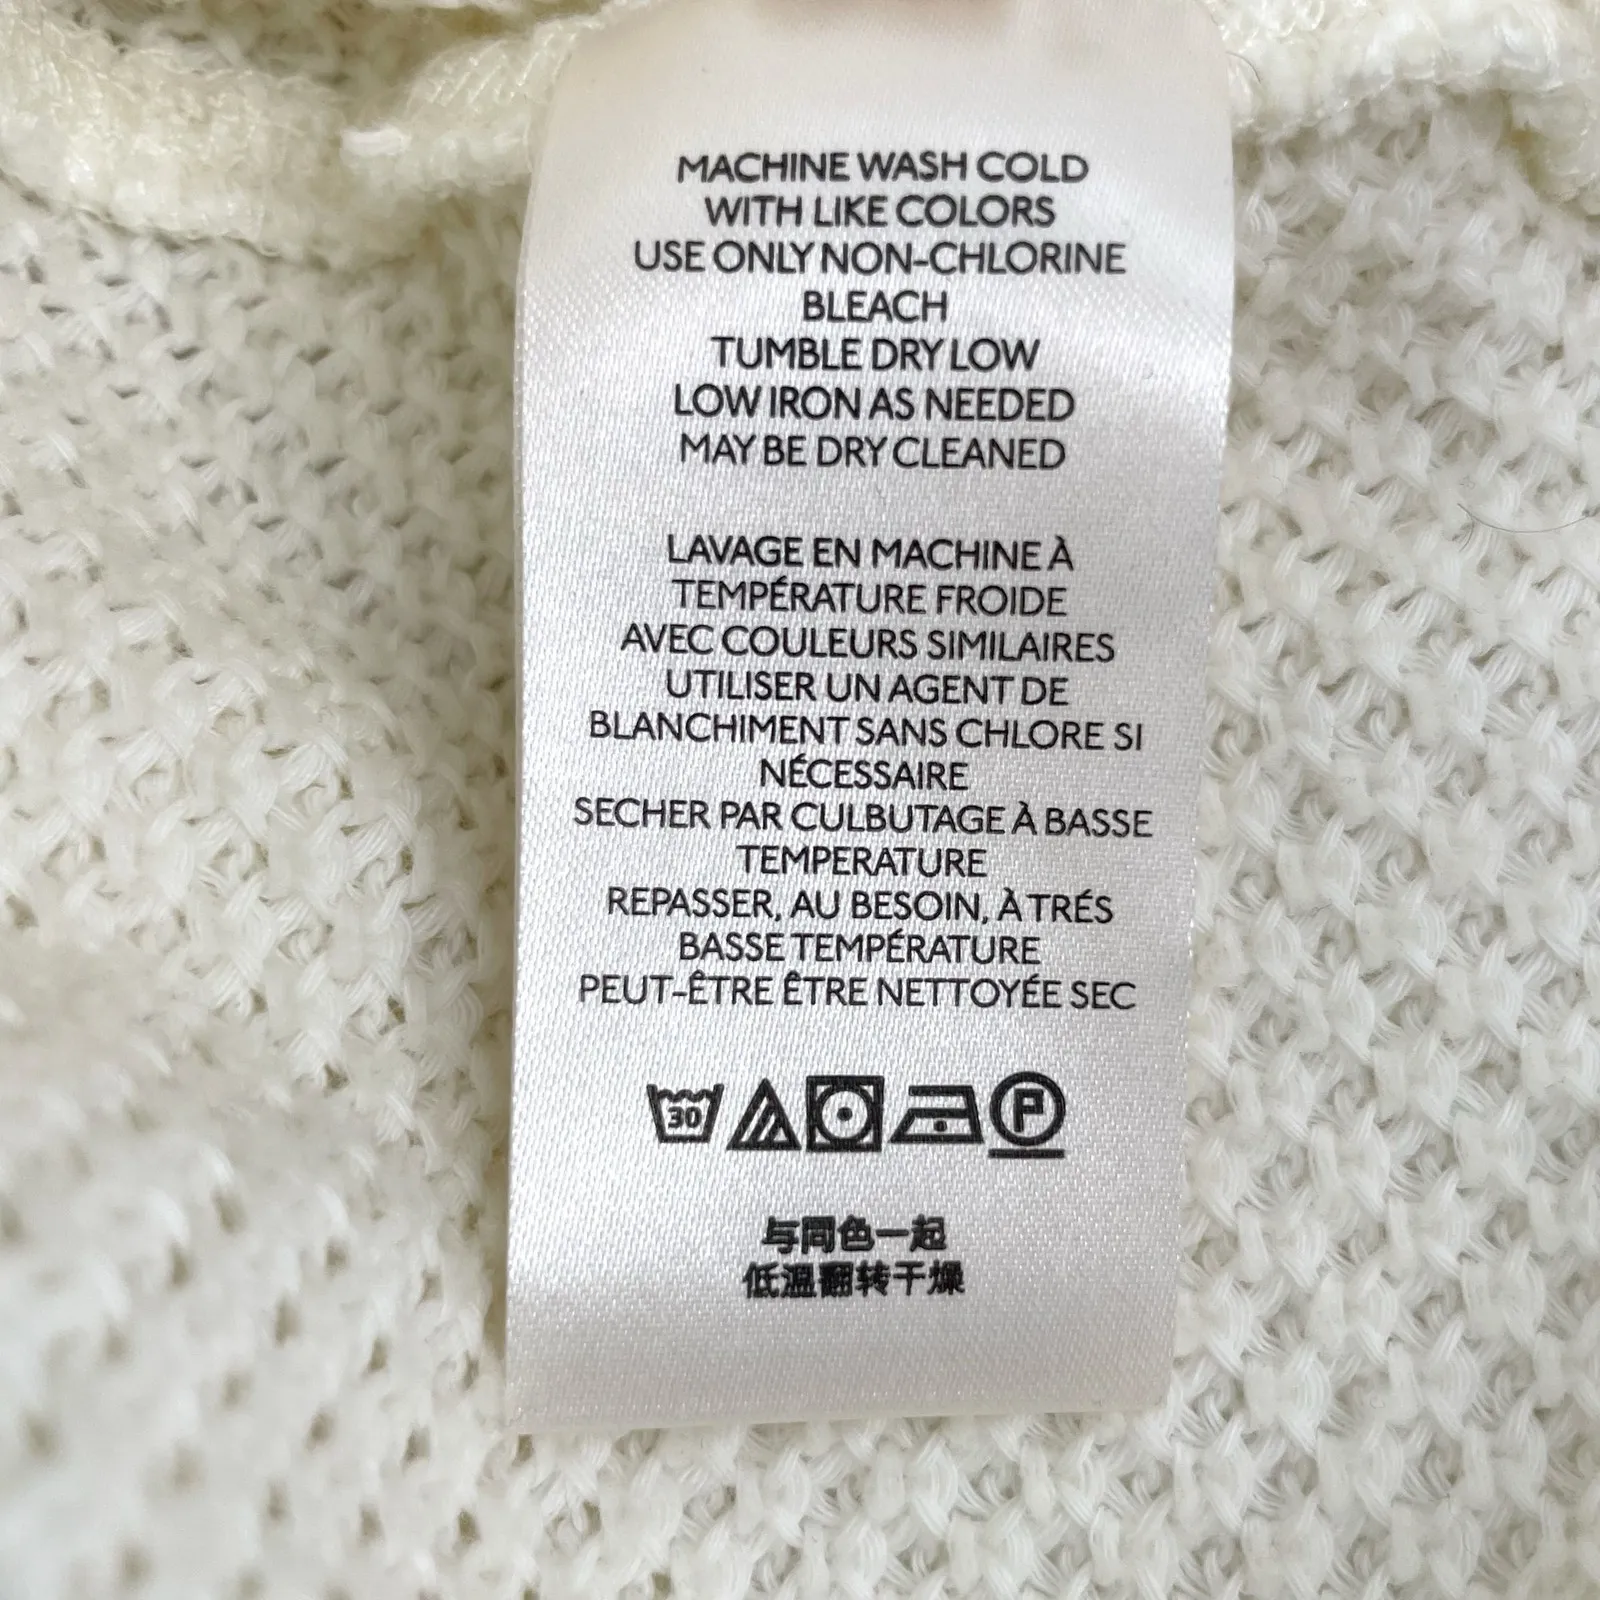 MACHINE WASH COLD
WITH LIKE COLORS
USE ONLY NON-CHLORINE
BLEACH
TUMBLE DRY LOW
LOW IRON AS NEEDED
MAY BE DRY CLEANED
LAVAGE EN MACHINE À
TEMPÉRATURE FROIDE
AVEC COULEURS SIMILAIRES
UTILISER UN AGENT DE
BLANCHIMENT SANS CHLORE SI
NÉCESSAIRE
SECHER PAR CULBUTAGE À BASSE
TEMPERATURE
REPASSER, AU BESOIN, À TRÉS
BASSE TEMPÉRATURE
PEUT-ÊTRE ÊTRE NETTOYÉE SEC
30 P
与同色一起
低温翻转干燥